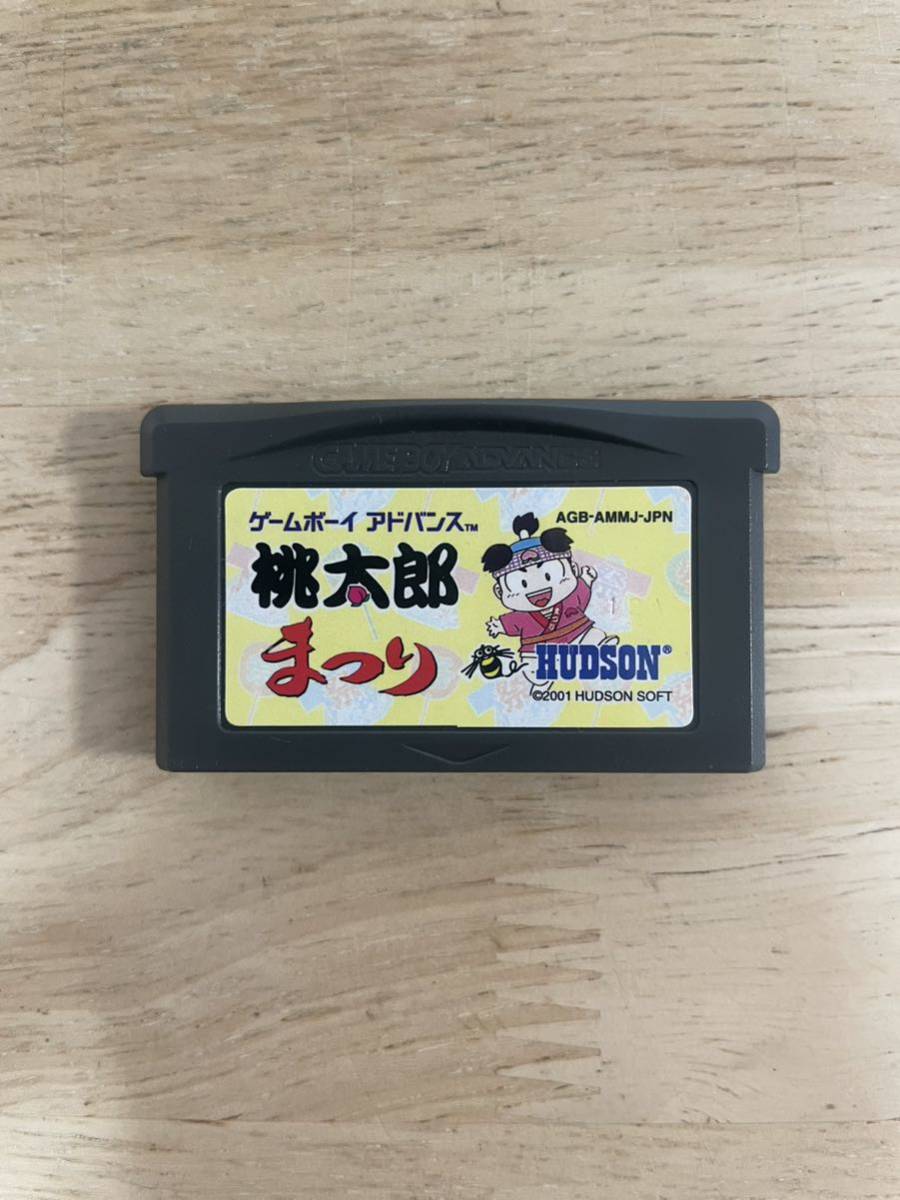 GAME BOY ADVANCE
ゲームボーイ アドバンス™
AGB-AMMJ-JPN
桃太郎
まつり
HUDSON®
©2001 HUDSON SOFT